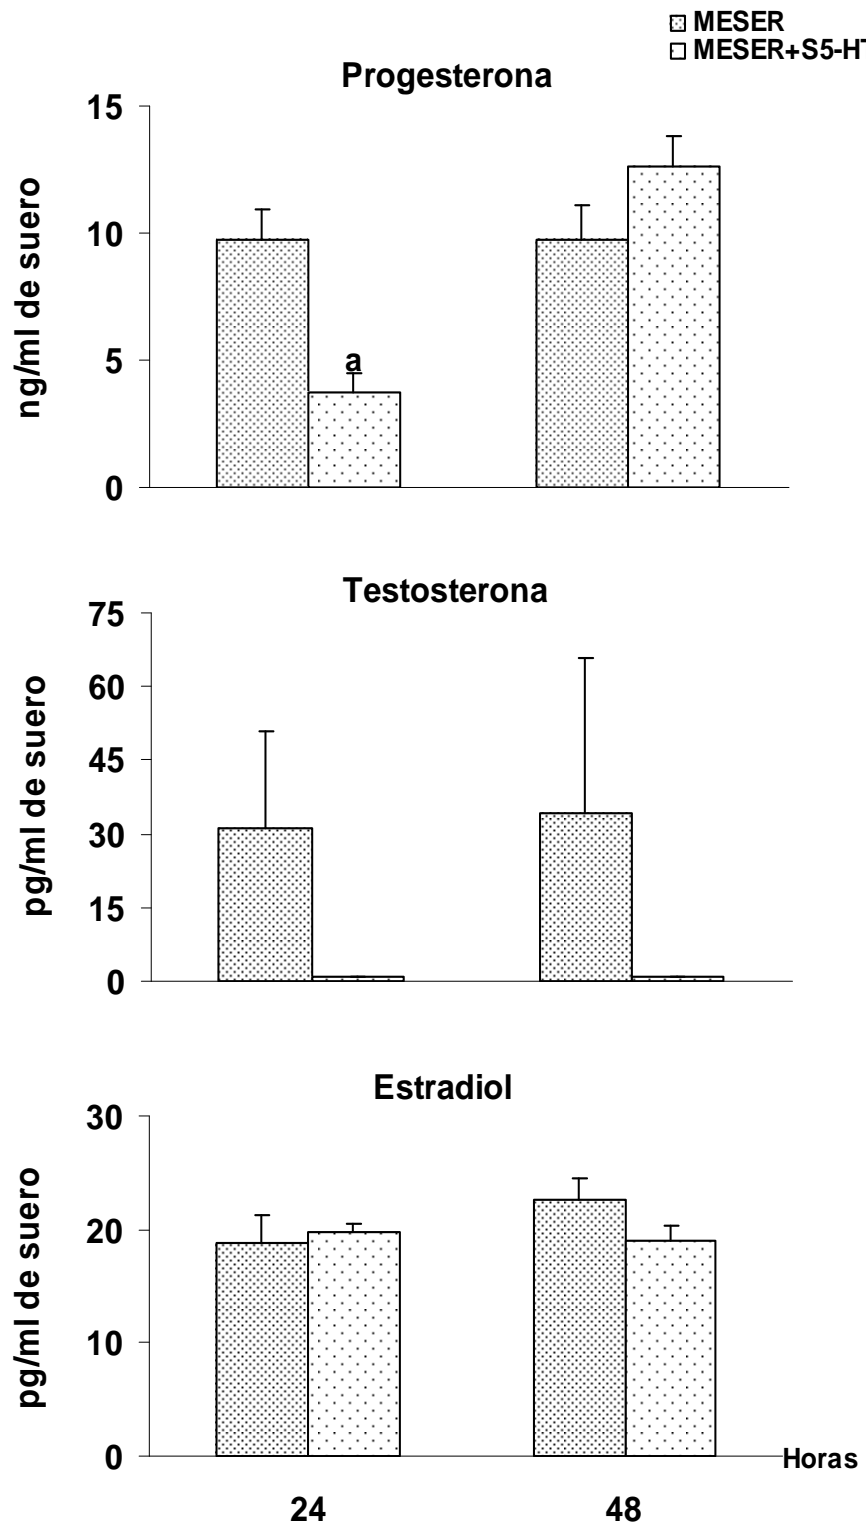 MESER
MESER+S5-HT
Progesterona
15
10
5
0
ng/ml de suero
a
Testosterona
75
60
45
30
15
0
pg/ml de suero
Estradiol
30
20
10
0
pg/ml de suero
Horas
24
48